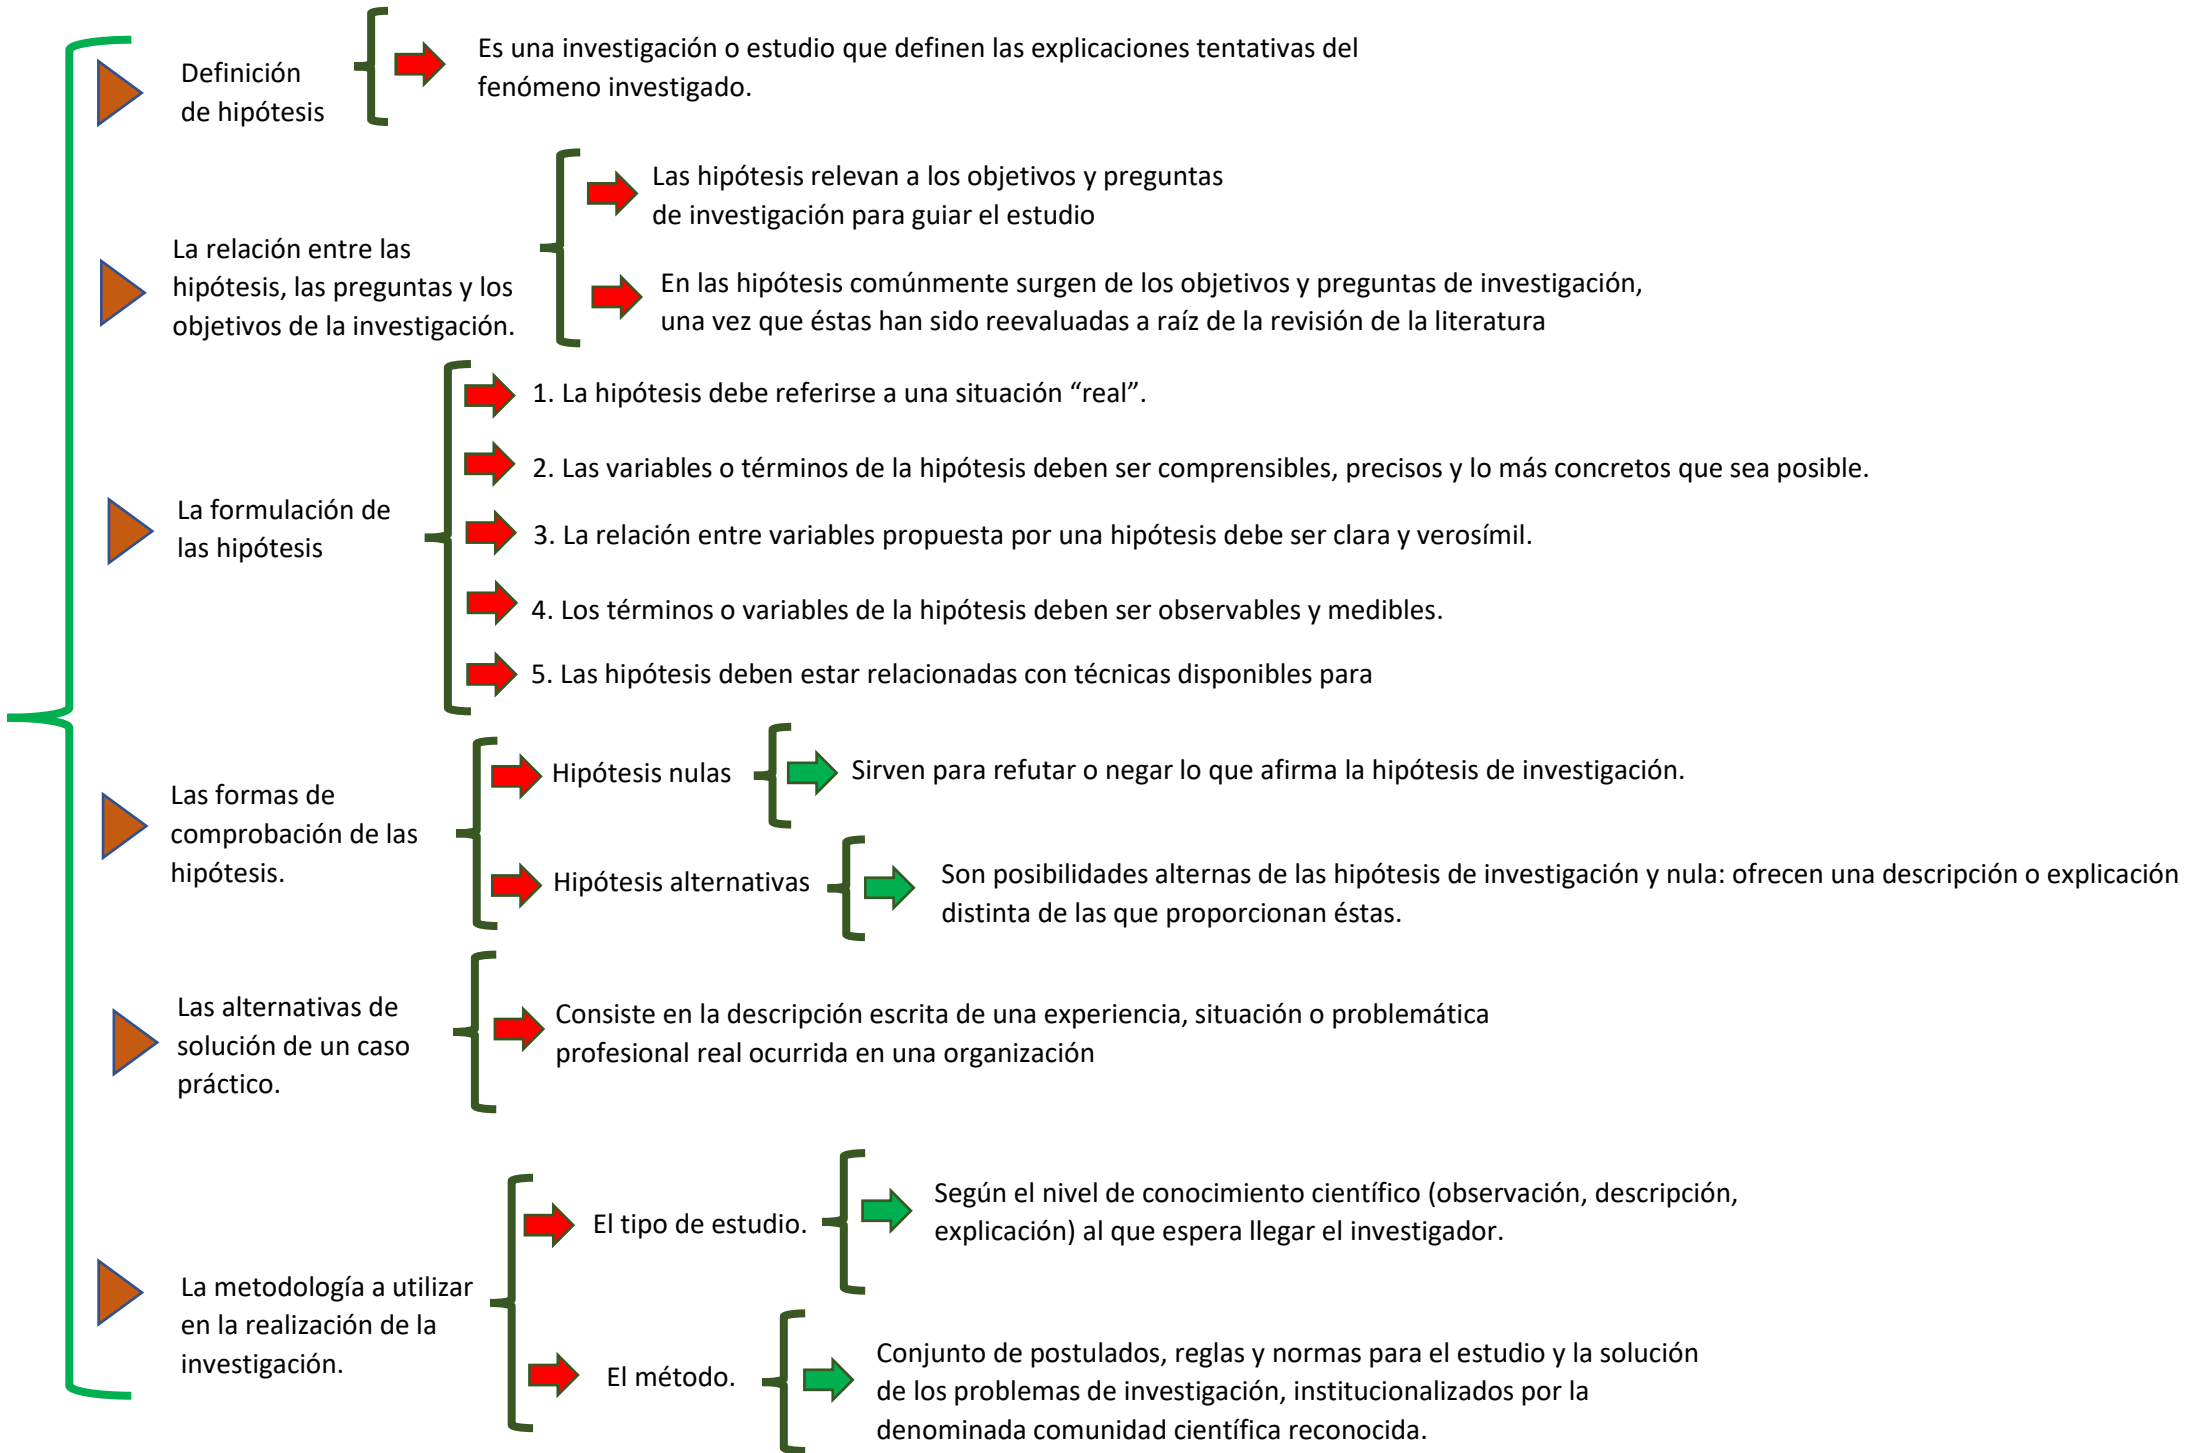 Definición
de hipótesis
Es una investigación o estudio que definen las explicaciones tentativas del
fenómeno investigado.
La relación entre las
hipótesis, las preguntas y los
objetivos de la investigación.
Las hipótesis relevan a los objetivos y preguntas
de investigación para guiar el estudio
En las hipótesis comúnmente surgen de los objetivos y preguntas de investigación,
una vez que éstas han sido reevaluadas a raíz de la revisión de la literatura
La formulación de
las hipótesis
1. La hipótesis debe referirse a una situación “real”.
2. Las variables o términos de la hipótesis deben ser comprensibles, precisos y lo más concretos que sea posible.
3. La relación entre variables propuesta por una hipótesis debe ser clara y verosímil.
4. Los términos o variables de la hipótesis deben ser observables y medibles.
5. Las hipótesis deben estar relacionadas con técnicas disponibles para
Las formas de
comprobación de las
hipótesis.
Hipótesis nulas
Sirven para refutar o negar lo que afirma la hipótesis de investigación.
Hipótesis alternativas
Son posibilidades alternas de las hipótesis de investigación y nula: ofrecen una descripción o explicación
distinta de las que proporcionan éstas.
Las alternativas de
solución de un caso
práctico.
Consiste en la descripción escrita de una experiencia, situación o problemática
profesional real ocurrida en una organización
La metodología a utilizar
en la realización de la
investigación.
El tipo de estudio.
Según el nivel de conocimiento científico (observación, descripción,
explicación) al que espera llegar el investigador.
El método.
Conjunto de postulados, reglas y normas para el estudio y la solución
de los problemas de investigación, institucionalizados por la
denominada comunidad científica reconocida.